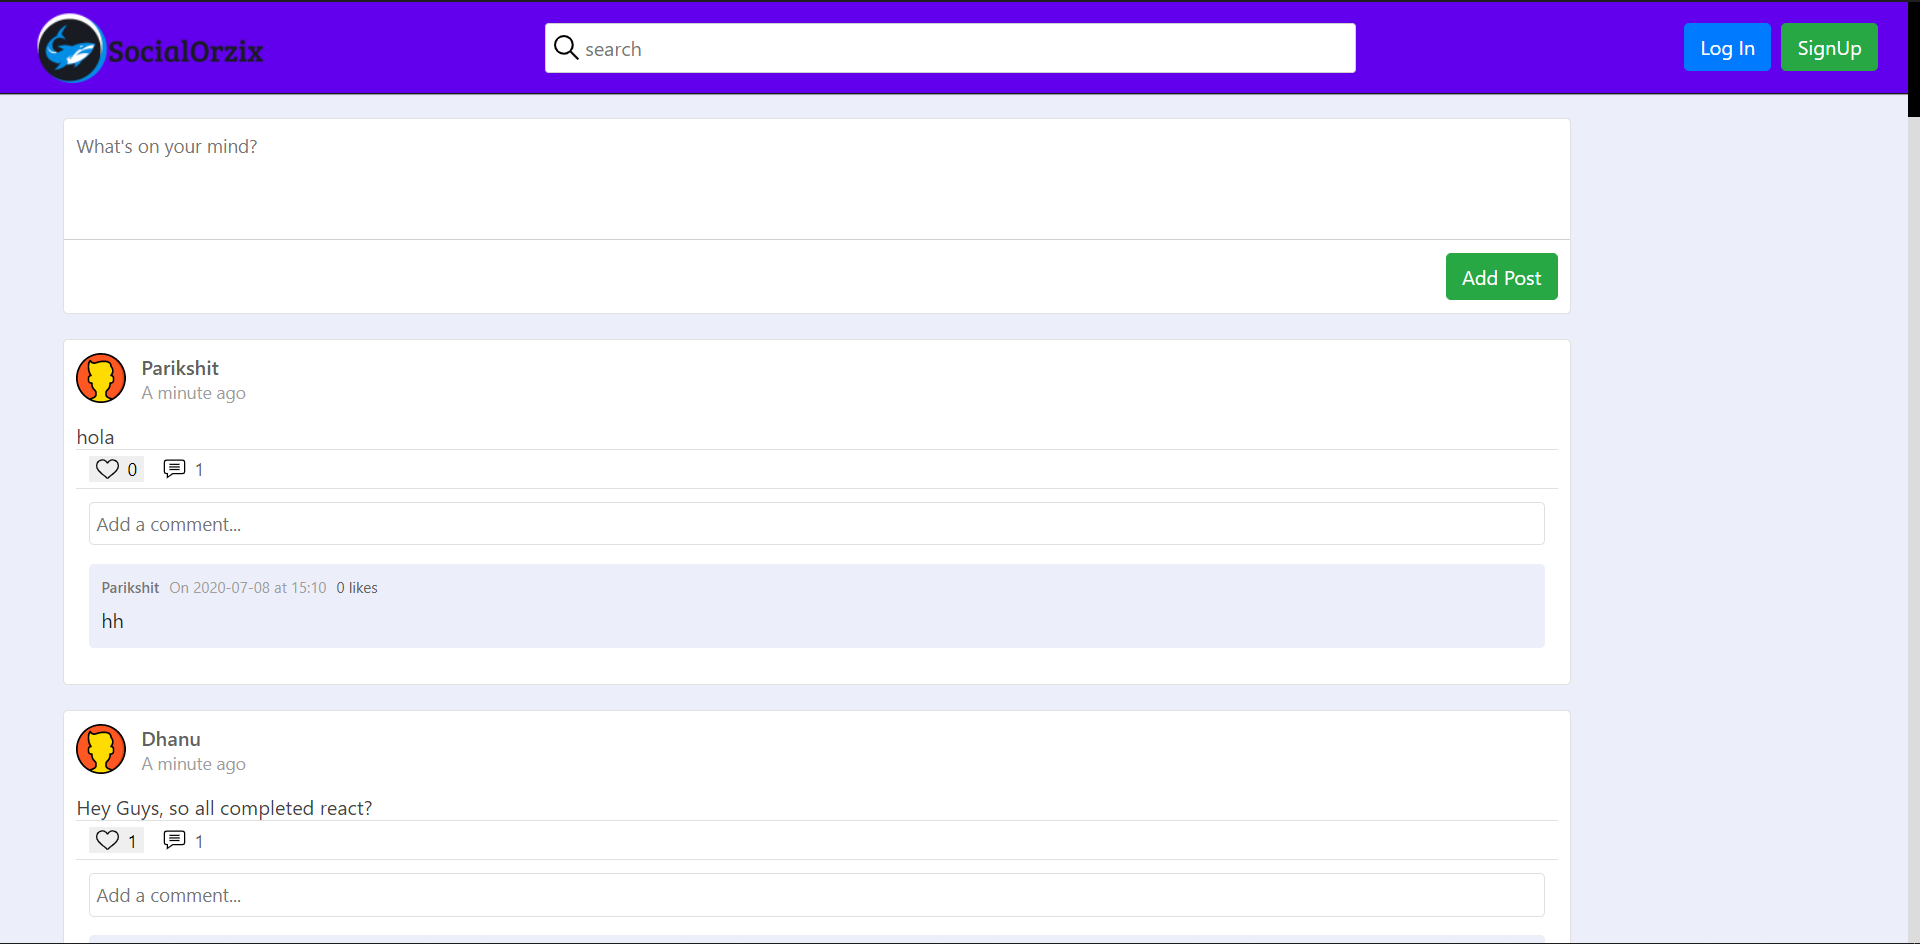 SocialOrzix
search
Log In
SignUp
What's on your mind?
Add Post
Parikshit
A minute ago
hola
0
1
Add a comment...
Parikshit On 2020-07-08 at 15:10 0 likes
hh
Dhanu
A minute ago
Hey Guys, so all completed react?
1
1
Add a comment...